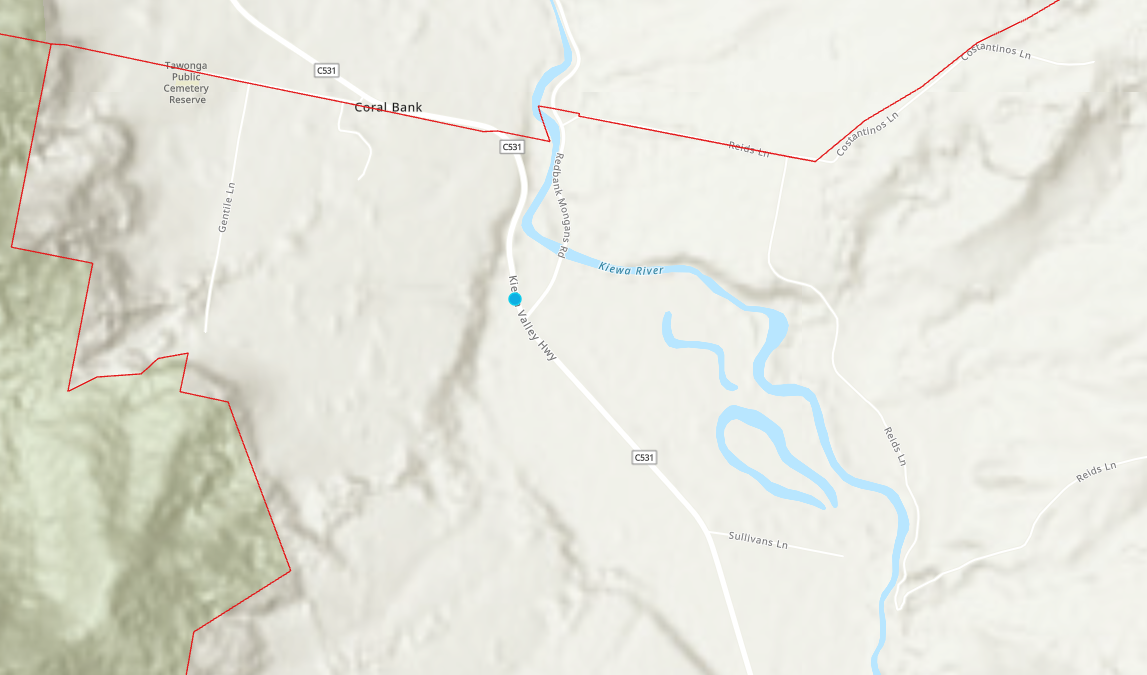 Costantinos Ln
Tawonga
Public
Cemetery
Reserve
C531
Coral Bank
Costantinos Ln
C531
Reids Ln
Redbank Mongans Rd
Gentile Ln
Kiewa River
Valley Hwy
Reids Ln
C531
Reids Ln
Sullivans Ln